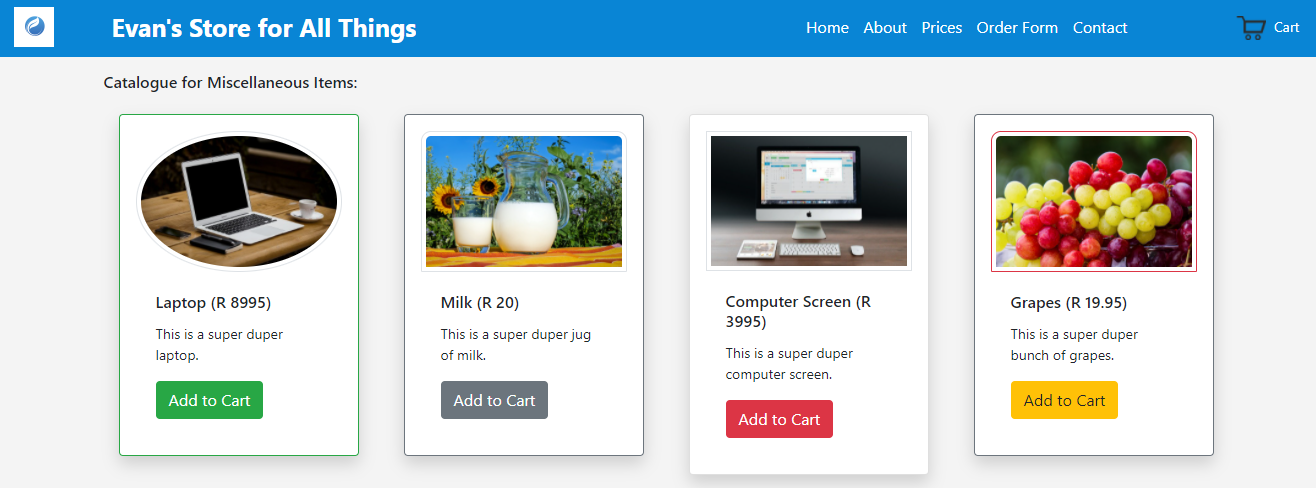 Evan's Store for All Things
Home About Prices Order Form Contact
Cart
Catalogue for Miscellaneous Items:
Laptop (R 8995)
This is a super duper
laptop.
Add to Cart
Milk (R 20)
This is a super duper jug
of milk.
Add to Cart
Computer Screen (R
3995)
This is a super duper
computer screen.
Add to Cart
Grapes (R 19.95)
This is a super duper
bunch of grapes.
Add to Cart